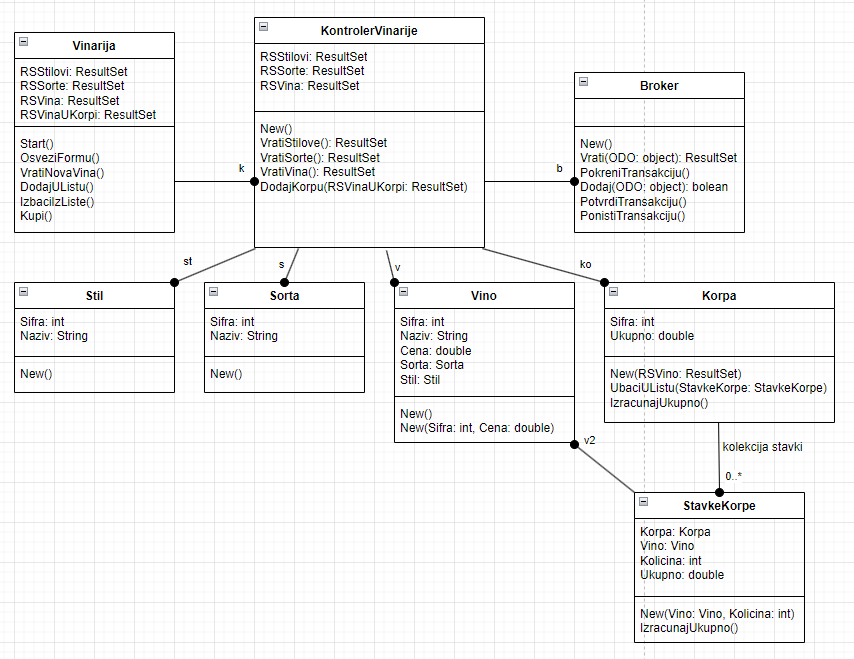 Vinarija
RSStilovi: ResultSet
RSSorte: ResultSet
RSVina: ResultSet
RSVinaUKorpi: ResultSet
Start()
OsveziFormu()
VratiNovaVina()
DodajUListu()
IzbaciIzListe()
Kupi()
k
KontrolerVinarije
RSStilovi: ResultSet
RSSorte: ResultSet
RSVina: ResultSet
New()
VratiStilove(): ResultSet
VratiSorte(): ResultSet
VratiVina(): ResultSet
DodajKorpu(RSVinaUKorpi: ResultSet)
b
Broker
New()
Vrati(ODO: object): ResultSet
PokreniTransakciju()
Dodaj(ODO; object): bolean
PotvrdiTransakciju()
PonistiTransakciju()
st
s
v
ko
Stil
Sifra: int
Naziv: String
New()
Sorta
Sifra: int
Naziv: String
New()
Vino
Sifra: int
Naziv: String
Cena: double
Sorta: Sorta
Stil: Stil
New()
New(Sifra: int, Cena: double)
Korpa
Sifra: int
Ukupno: double
New(RSVino: ResultSet)
UbaciUListu(StavkeKorpe: StavkeKorpe)
IzracunajUkupno()
v2
kolekcija stavki
0..*
StavkeKorpe
Korpa: Korpa
Vino: Vino
Kolicina: int
Ukupno: double
New(Vino: Vino, Kolicina: int)
IzracunajUkupno()